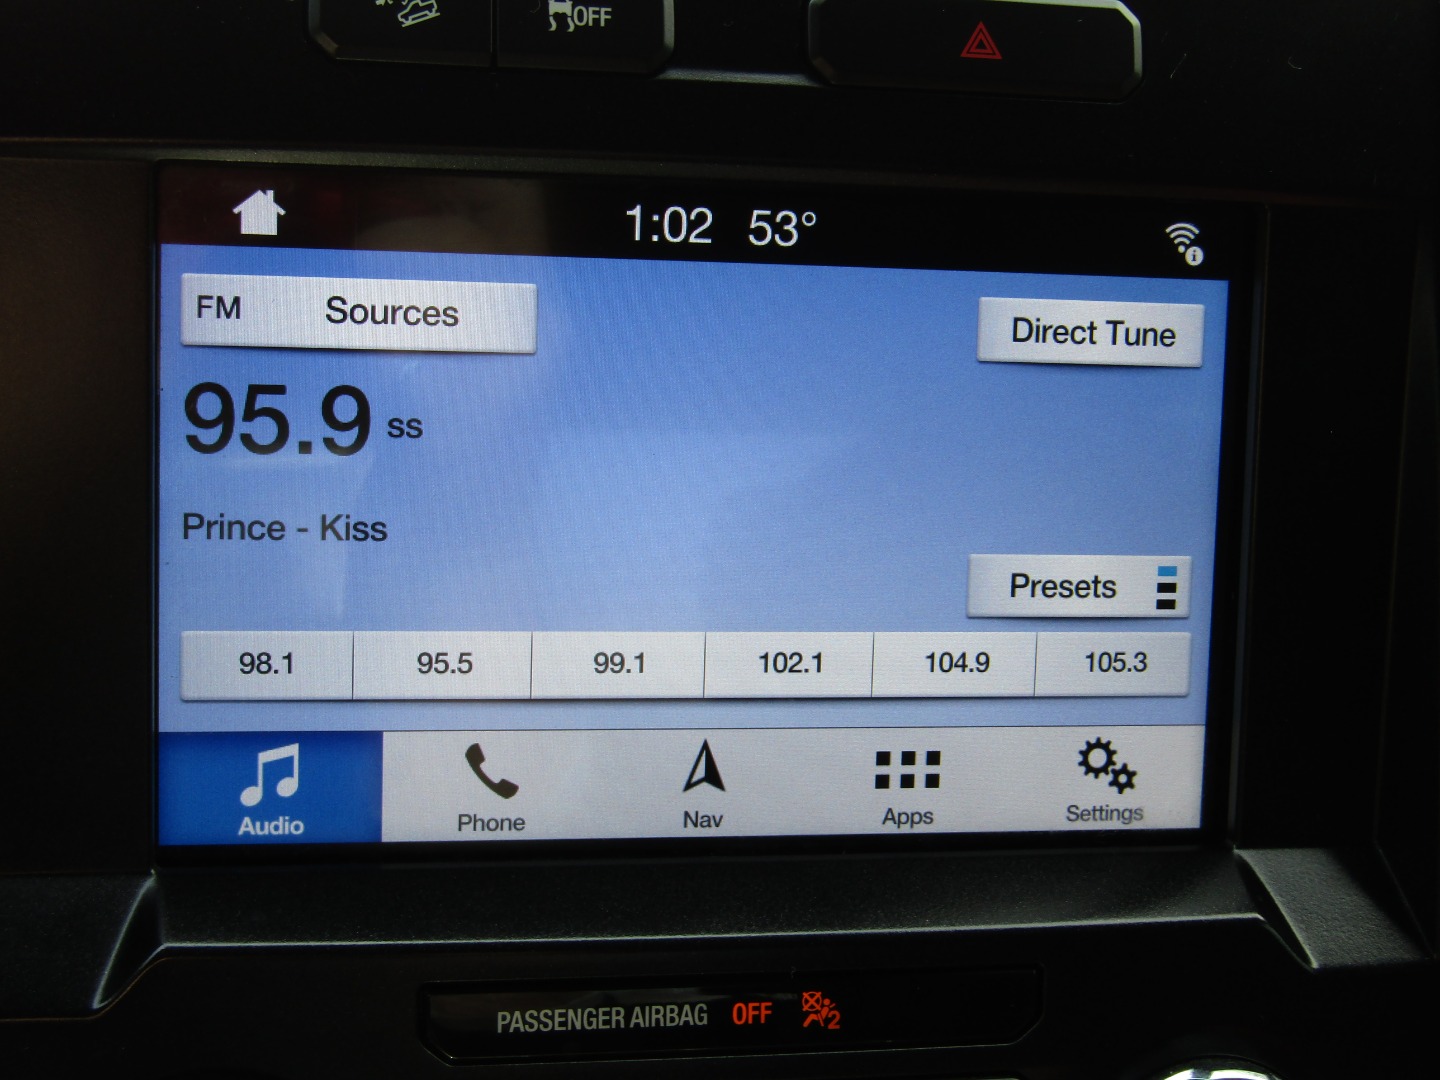 OFF
1:02 53°
FM Sources
Direct Tune
95.9 ss
Prince - Kiss
Presets
98.1 95.5 99.1 102.1 104.9 105.3
Audio Phone Nav Apps Settings
PASSENGER AIRBAG OFF 2